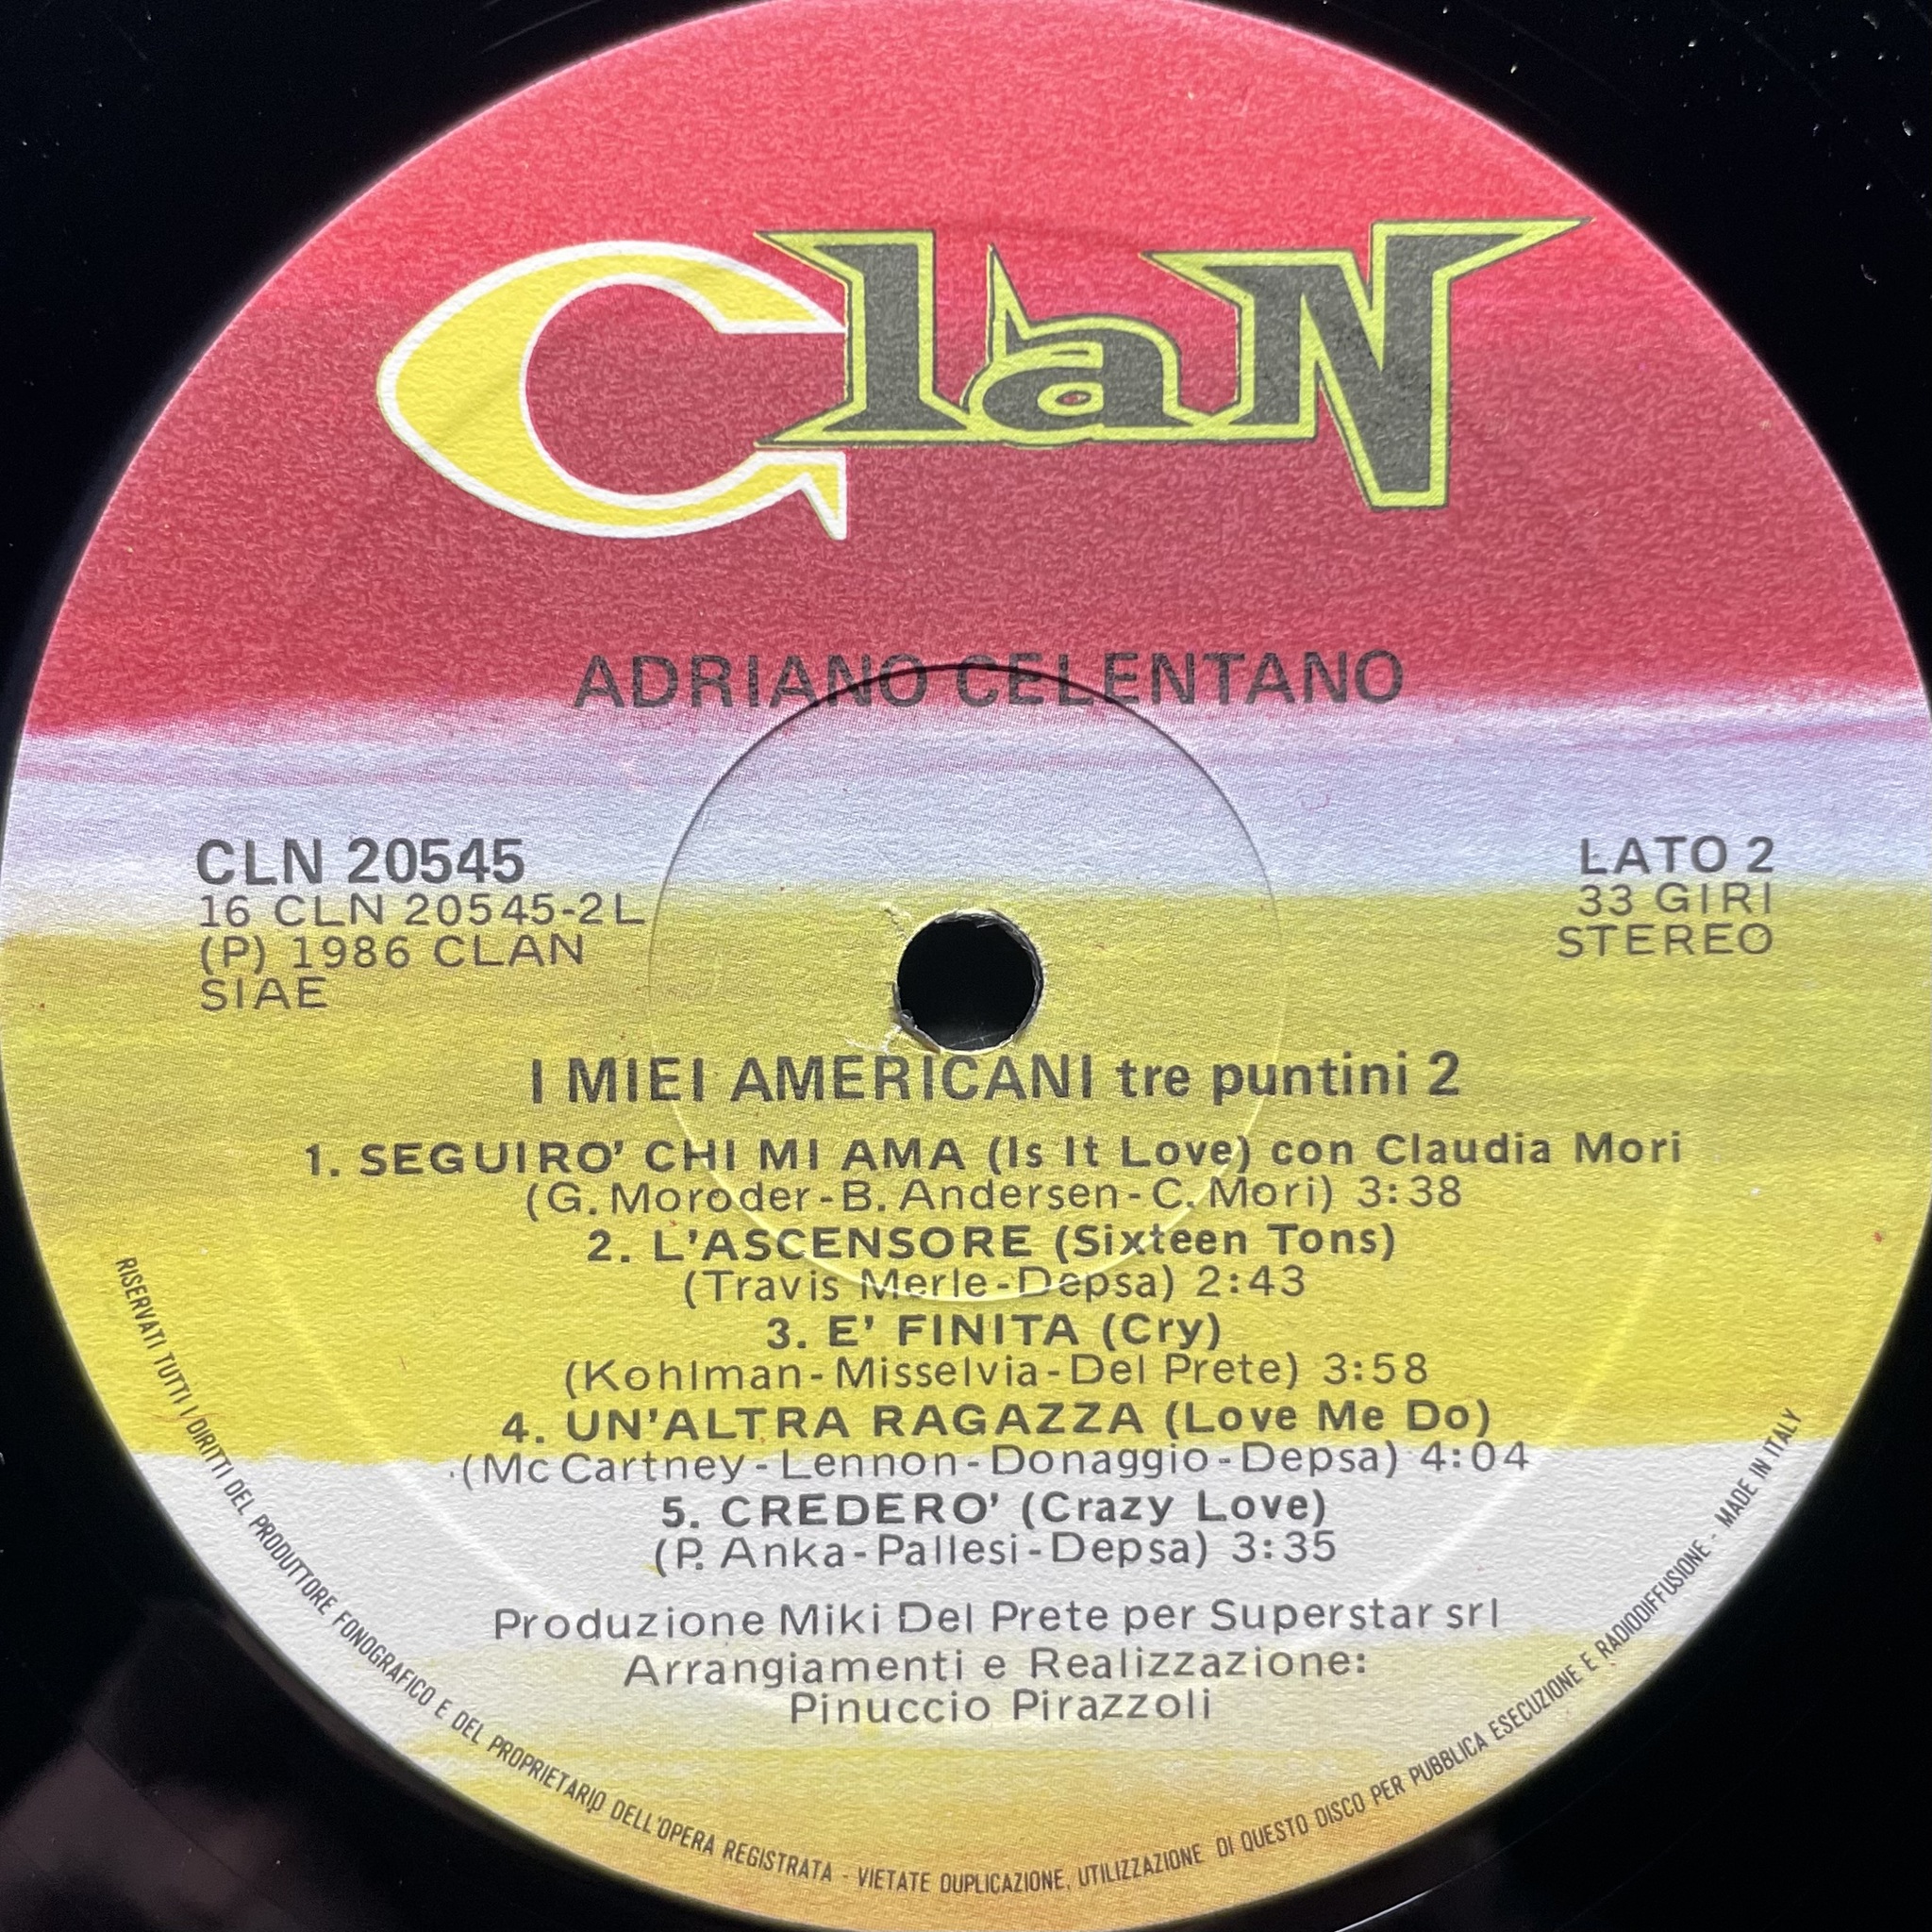 ClaN
ADRIANO CELENTANO
CLN 20545
16 CLN 20545-2L
(P) 1986 CLAN
SIAE
LATO 2
33 GIRI
STEREO
I MIEI AMERICANI tre puntini 2
1. SEGUIRO' CHI MI AMA (Is It Love) con Claudia Mori
(G. Moroder-B. Andersen-C. Mori) 3:38
2. L'ASCENSORE (Sixteen Tons)
(Travis Merle-Depsa) 2:43
3. E' FINITA (Cry)
(Kohlman-Misselvia-Del Prete) 3:58
4. UN'ALTRA RAGAZZA (Love Me Do)
(Mc Cartney-Lennon-Donaggio-Depsa) 4:04
5. CREDERO' (Crazy Love)
(P. Anka-Pallesi-Depsa) 3:35
Produzione Miki Del Prete per Superstar srl
Arrangiamenti e Realizzazione:
Pinuccio Pirazzoli
RISERVATI TUTTI I DIRITTI DEL PRODUTTORE FONOGRAFICO E DEL PROPRIETARIO DELL'OPERA REGISTRATA - VIETATE DUPLICAZIONE, UTILIZZAZIONE DI QUESTO DISCO PER PUBBLICA ESECUZIONE E RADIODIFFUSIONE - MADE IN ITALY